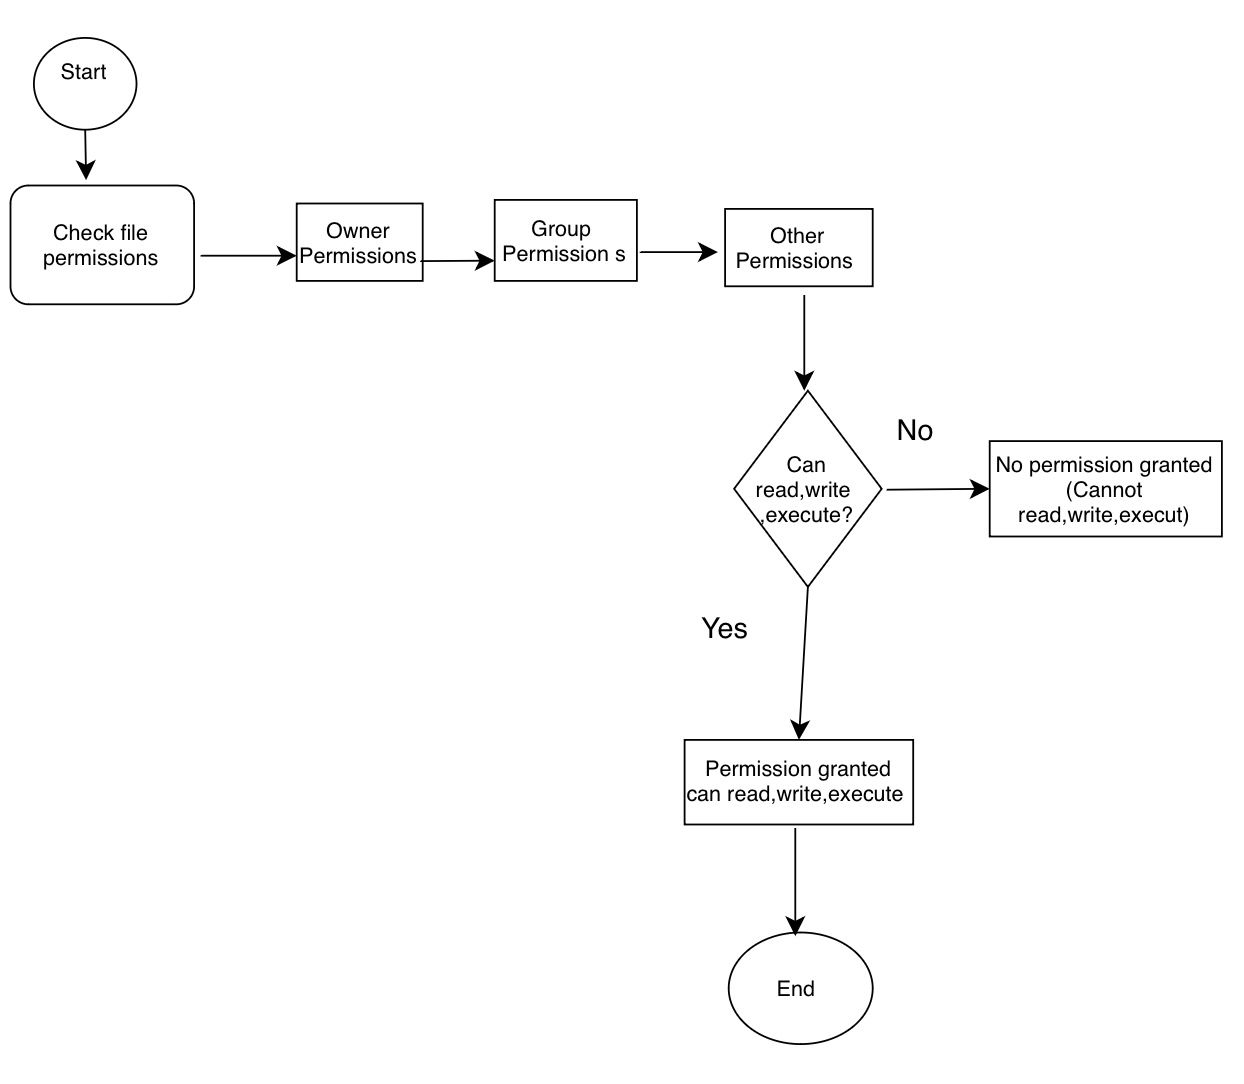 Start
Check file
permissions
Owner
Permissions
Group
Permission s
Other
Permissions
Can
read,write
,execute?
No
No permission granted
(Cannot
read,write,execut)
Yes
Permission granted
can read,write,execute
End